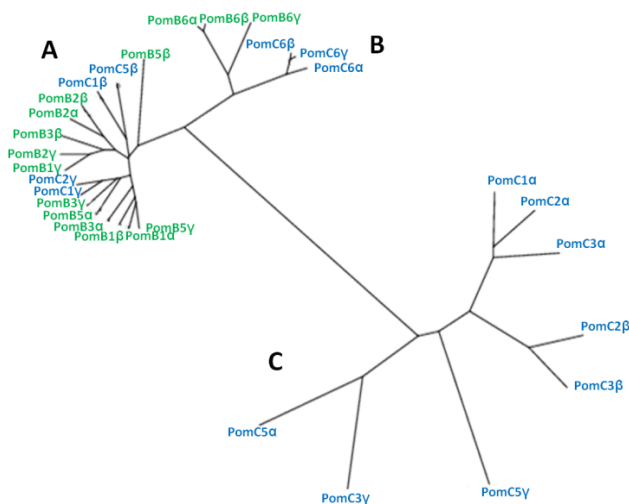 PomB6α PomB6β PomB6γ
A
B
PomB5β
PomC6β
PomC5β
PomC6γ
PomC6α
PomC1β
PomB2β
PomB2α
PomB3β
PomB2γ
PomB1γ
PomC2γ
PomC1γ
PomB3γ
PomB5α
PomB3α
PomB5γ
PomB1β PomB1α
PomC1α
PomC2α
PomC3α
PomC2β
C
PomC3β
PomC5α
PomC5γ
PomC3γ